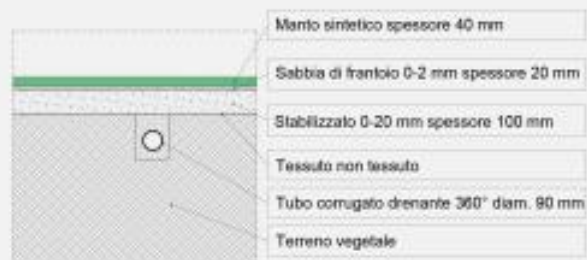 Manto sintetico spessore 40 mm
Sabbia di frantoio 0-2 mm spessore 20 mm
Stabilizzato 0-20 mm spessore 100 mm
Tessuto non tessuto
Tubo corrugato drenante 360° diam. 90 mm
Terreno vegetale